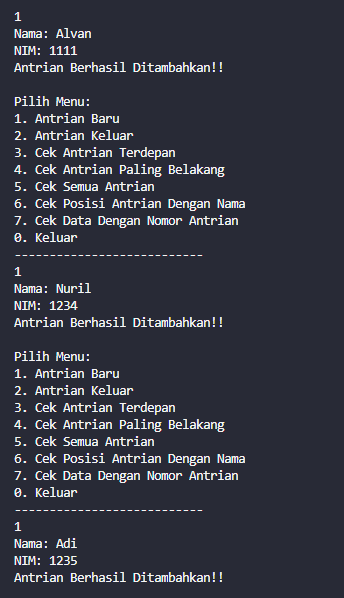 1
Nama: Alvan
NIM: 1111
Antrian Berhasil Ditambahkan!!

Pilih Menu:
1. Antrian Baru
2. Antrian Keluar
3. Cek Antrian Terdepan
4. Cek Antrian Paling Belakang
5. Cek Semua Antrian
6. Cek Posisi Antrian Dengan Nama
7. Cek Data Dengan Nomor Antrian
0. Keluar
---------------------------
1
Nama: Nuril
NIM: 1234
Antrian Berhasil Ditambahkan!!

Pilih Menu:
1. Antrian Baru
2. Antrian Keluar
3. Cek Antrian Terdepan
4. Cek Antrian Paling Belakang
5. Cek Semua Antrian
6. Cek Posisi Antrian Dengan Nama
7. Cek Data Dengan Nomor Antrian
0. Keluar
---------------------------
1
Nama: Adi
NIM: 1235
Antrian Berhasil Ditambahkan!!